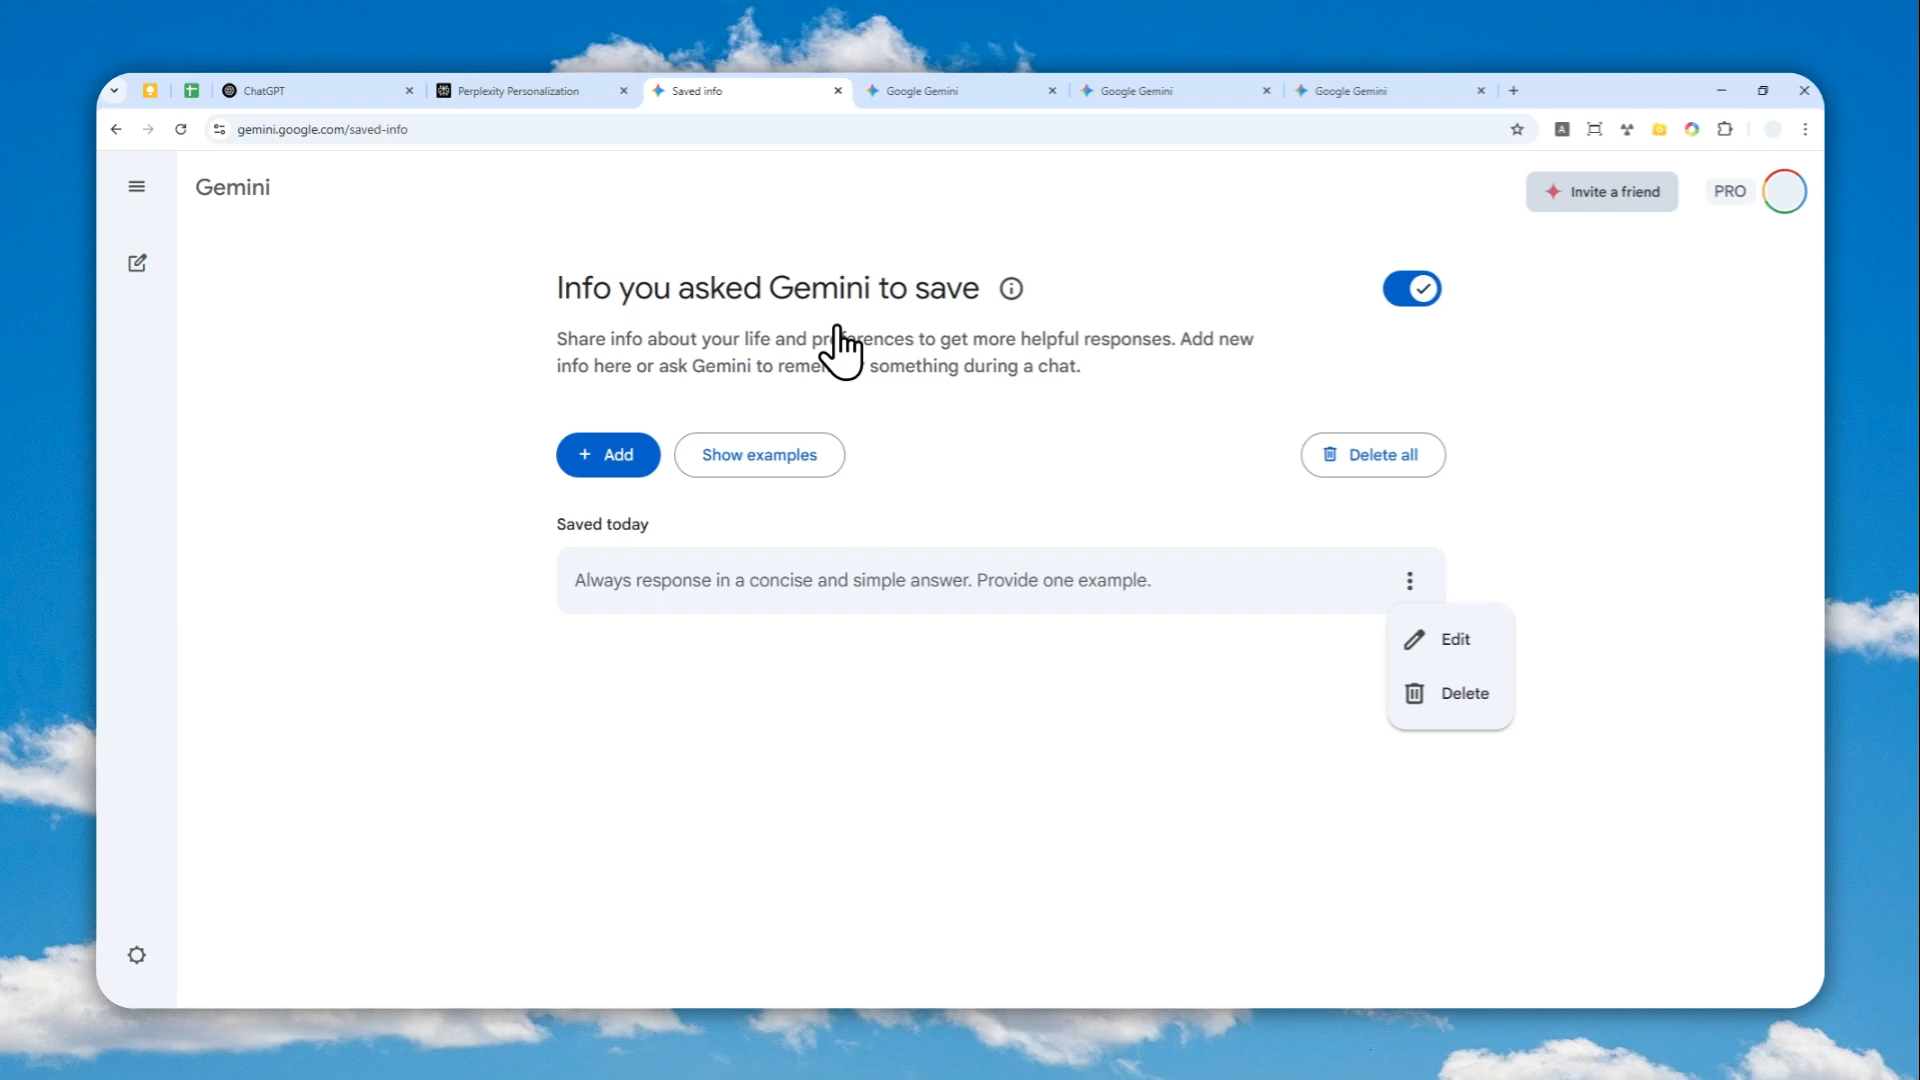 ChatGPT
Perplexity Personalization
Saved info
Google Gemini
Google Gemini
Google Gemini
gemini.google.com/saved-info
Gemini
Invite a friend
PRO
Info you asked Gemini to save
Share info about your life and preferences to get more helpful responses. Add new
info here or ask Gemini to something during a chat.
+ Add
Show examples
Delete all
Saved today
Always response in a concise and simple answer. Provide one example.
Edit
Delete